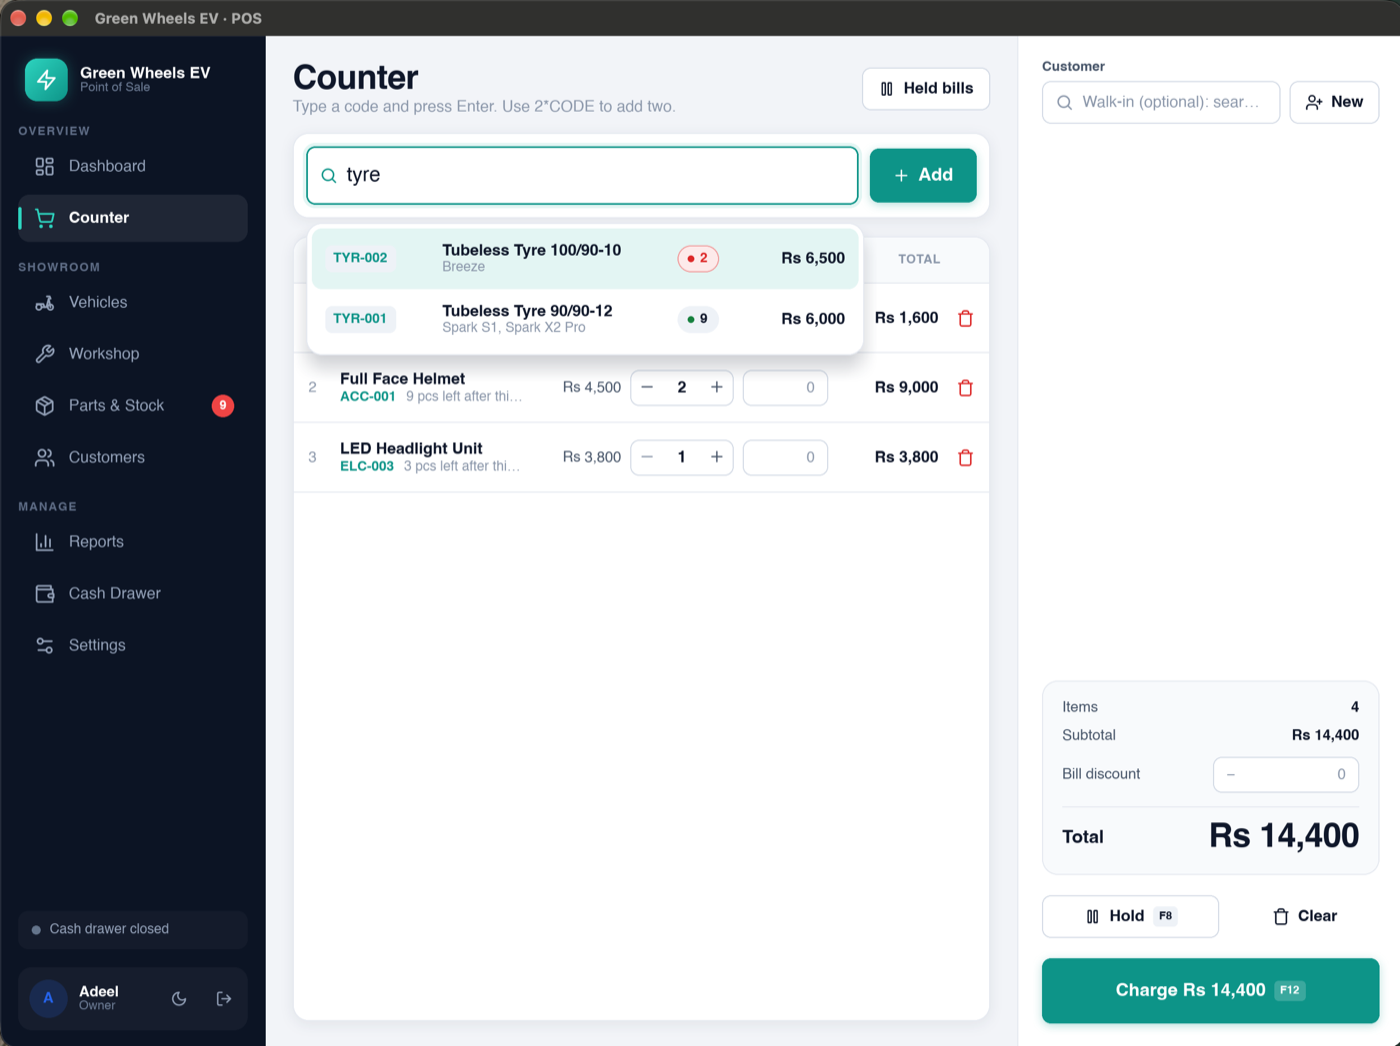 Green Wheels EV · POS
Green Wheels EV
Point of Sale
OVERVIEW
Dashboard
Counter
SHOWROOM
Vehicles
Workshop
Parts & Stock
9
Customers
MANAGE
Reports
Cash Drawer
Settings
Cash drawer closed
A
Adeel
Owner
Counter
Type a code and press Enter. Use 2*CODE to add two.
Held bills
tyre
Add
TYR-002 Tubeless Tyre 100/90-10 2 Rs 6,500
Breeze
TYR-001 Tubeless Tyre 90/90-12 9 Rs 6,000
Spark S1, Spark X2 Pro
TOTAL
Rs 1,600
2 Full Face Helmet Rs 4,500 − 2 + 0 Rs 9,000
ACC-001 9 pcs left after thi…
3 LED Headlight Unit Rs 3,800 − 1 + 0 Rs 3,800
ELC-003 3 pcs left after thi…
Customer
Walk-in (optional): sear…
New
Items 4
Subtotal Rs 14,400
Bill discount – 0
Total Rs 14,400
Hold F8
Clear
Charge Rs 14,400 F12